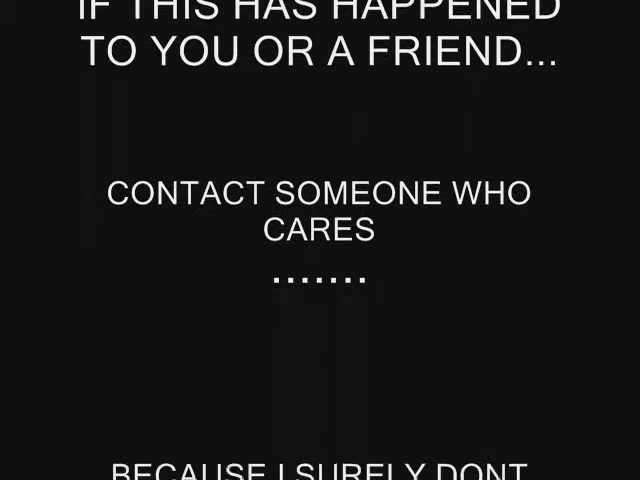 IF THIS HAS HAPPENED
TO YOU OR A FRIEND...
CONTACT SOMEONE WHO
CARES
.......
BECAUSE I SURELY DONT